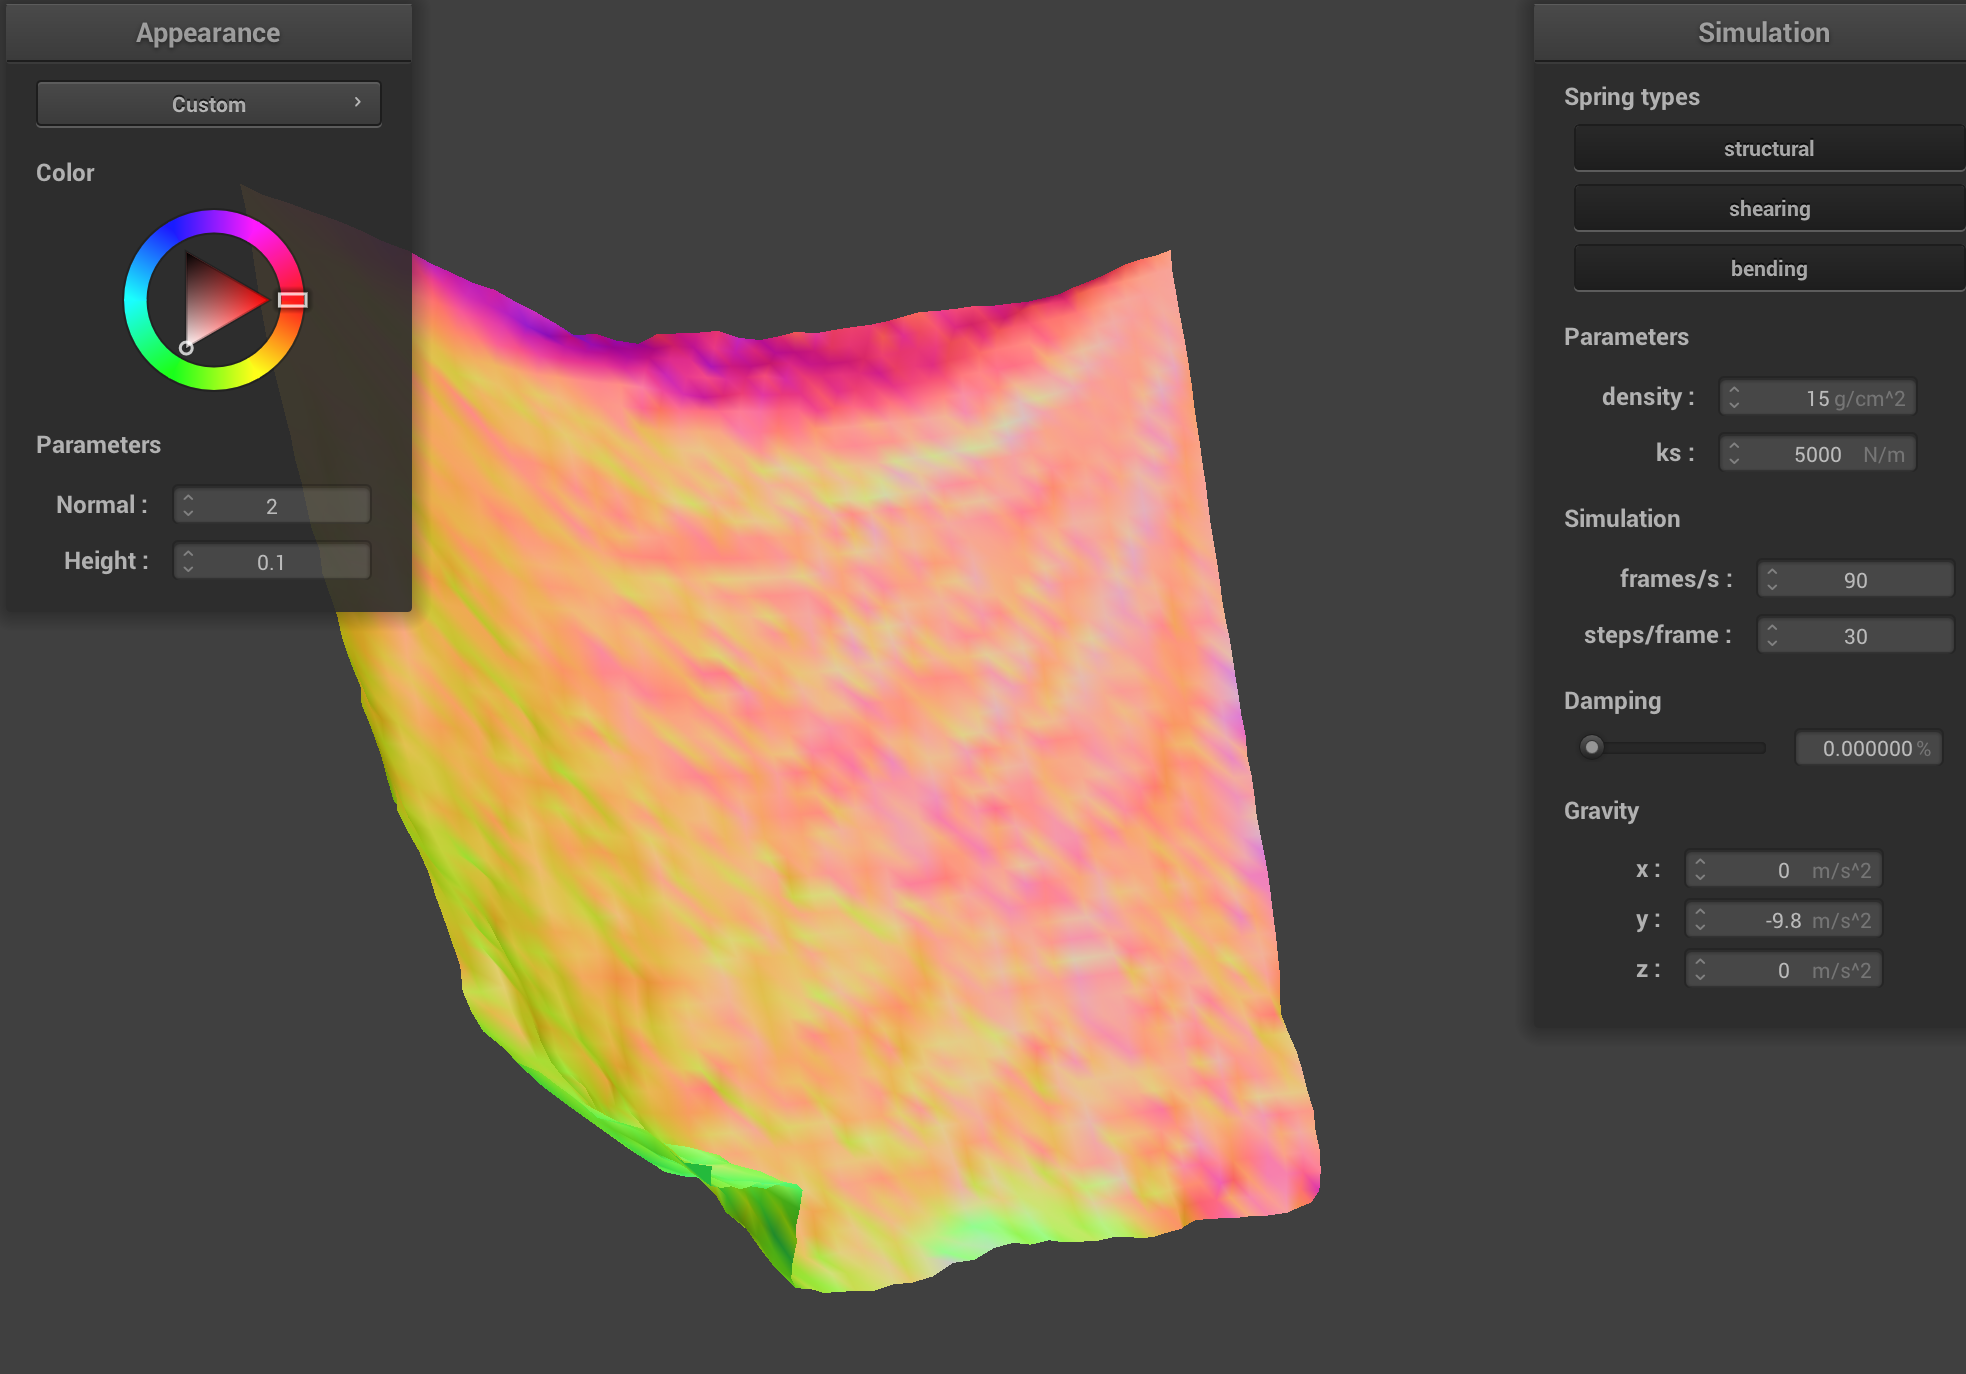 Appearance
Custom
Color
Parameters
Normal : 2
Height : 0.1
Simulation
Spring types
structural
shearing
bending
Parameters
density : 15 g/cm^2
ks : 5000 N/m
Simulation
frames/s : 90
steps/frame : 30
Damping
0.000000 %
Gravity
x : 0 m/s^2
y : -9.8 m/s^2
z : 0 m/s^2